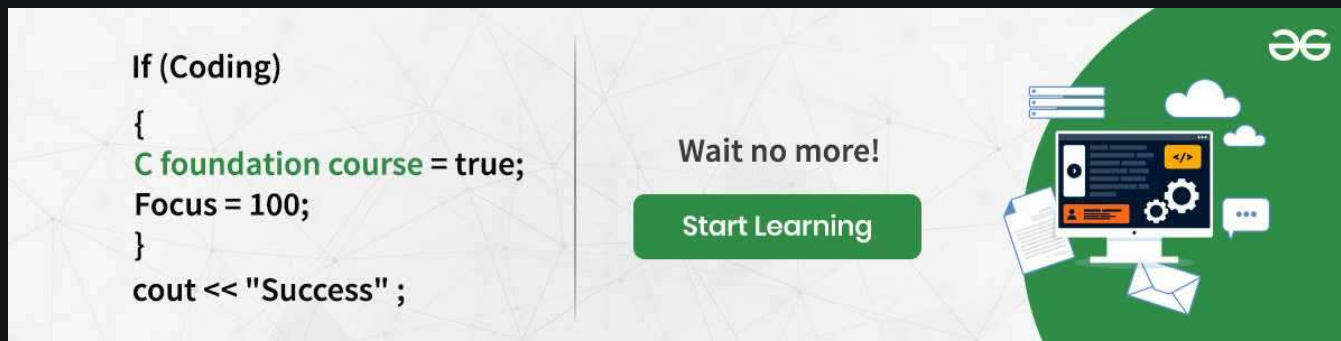 If (Coding)
{
C foundation course = true;
Focus = 100;
}
cout << "Success" ;
Wait no more!
Start Learning
</>